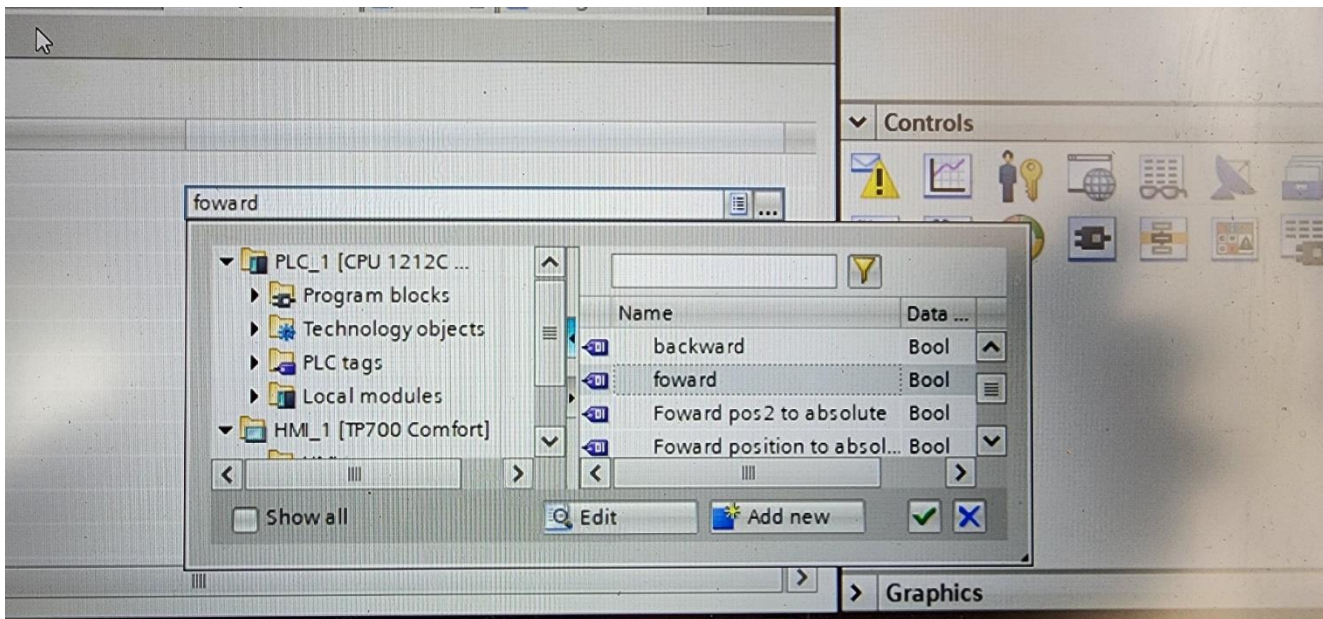 Controls
foward
...
PLC_1 [CPU 1212C ...
Program blocks
Technology objects
PLC tags
Local modules
HMI_1 [TP700 Comfort]
Name Data ...
backward Bool
foward Bool
Foward pos2 to absolute Bool
Foward position to absol... Bool
Show all
Edit
Add new
Graphics